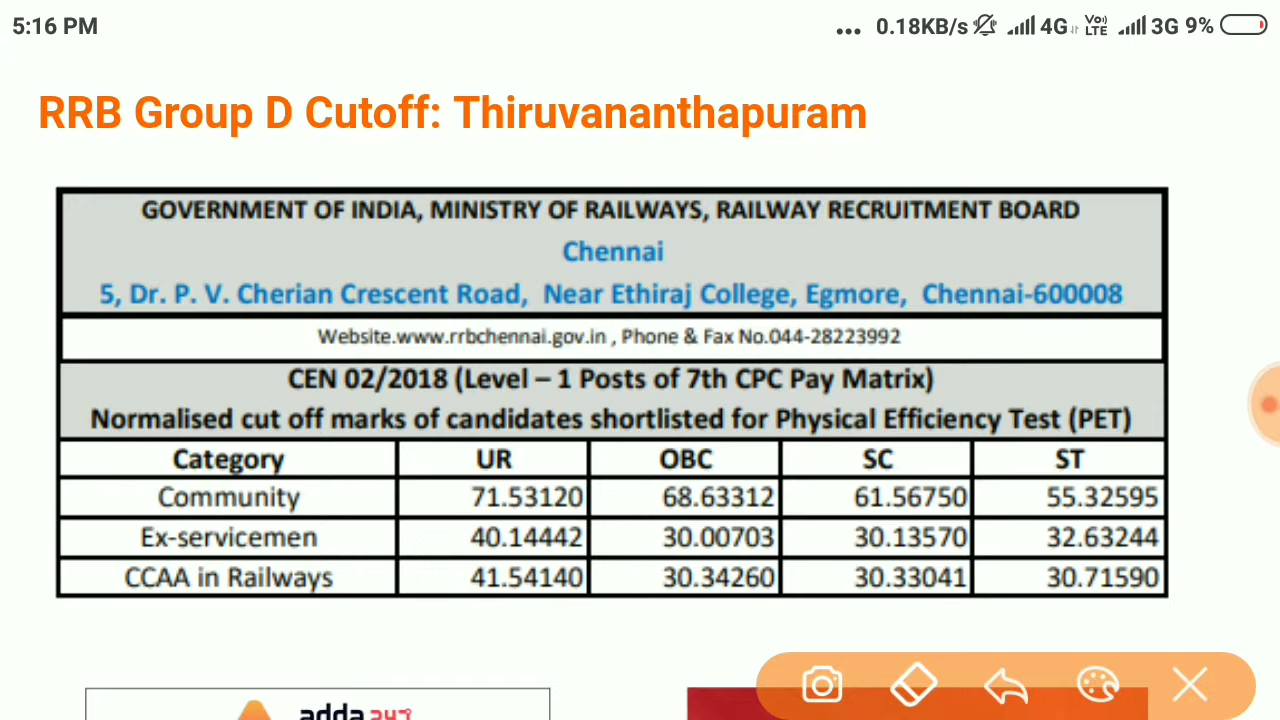 5:16 PM
... 0.18KB/s 4G Vo) LTE 3G 9%
RRB Group D Cutoff: Thiruvananthapuram
GOVERNMENT OF INDIA, MINISTRY OF RAILWAYS, RAILWAY RECRUITMENT BOARD
Chennai
5, Dr. P. V. Cherian Crescent Road, Near Ethiraj College, Egmore, Chennai-600008
Website.www.rrbchennai.gov.in , Phone & Fax No.044-28223992
CEN 02/2018 (Level – 1 Posts of 7th CPC Pay Matrix)
Normalised cut off marks of candidates shortlisted for Physical Efficiency Test (PET)
Category UR OBC SC ST
Community 71.53120 68.63312 61.56750 55.32595
Ex-servicemen 40.14442 30.00703 30.13570 32.63244
CCAA in Railways 41.54140 30.34260 30.33041 30.71590
adda247